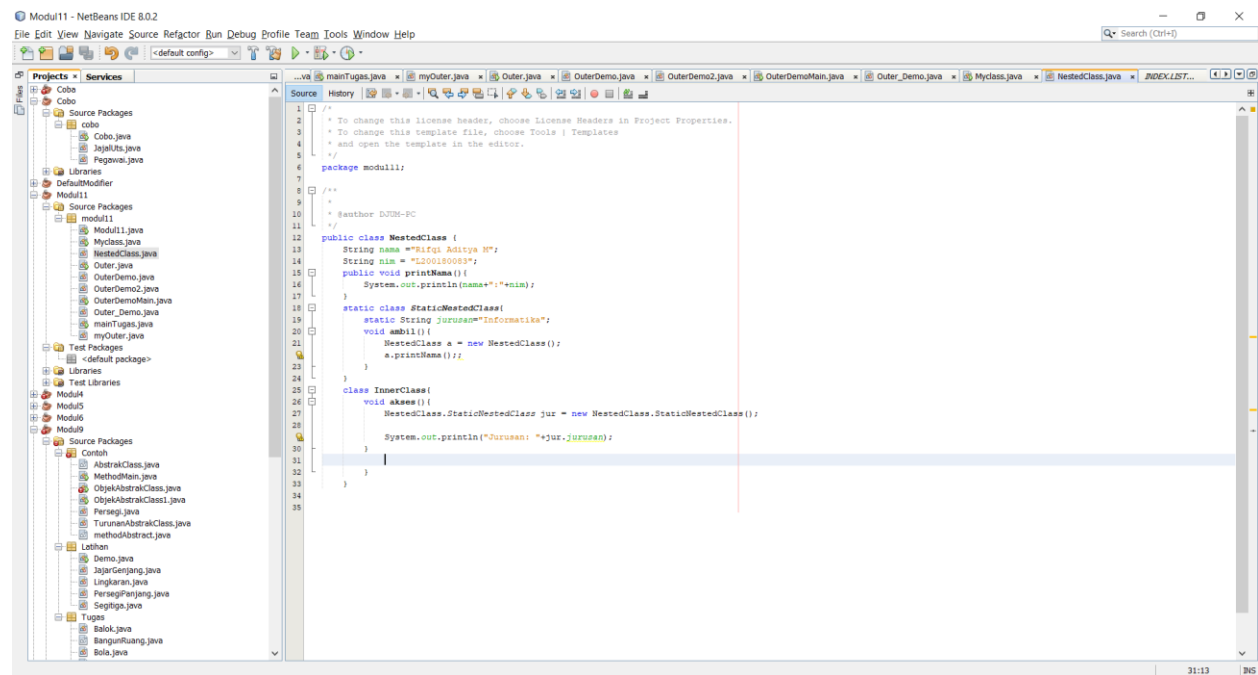 Modul11 - NetBeans IDE 8.0.2
File Edit View Navigate Source Refactor Run Debug Profile Team Tools Window Help
Search (Ctrl+I)
<default config>
Projects
Services
Files
...va
mainTugas.java
myOuter.java
Outer.java
OuterDemo.java
OuterDemo2.java
OuterDemoMain.java
Outer_Demo.java
Myclass.java
NestedClass.java
INDEX.LIST...
Source
History
Coba
Cobo
Source Packages
cobo
Cobo.java
JajalUts.java
Pegawai.java
Libraries
DefaultModifier
Modul11
Source Packages
modul11
Modul11.java
Myclass.java
NestedClass.java
Outer.java
OuterDemo.java
OuterDemo2.java
OuterDemoMain.java
Outer_Demo.java
mainTugas.java
myOuter.java
Test Packages
<default package>
Libraries
Test Libraries
Modul4
Modul5
Modul6
Modul9
Source Packages
Contoh
AbstrakClass.java
MethodMain.java
ObjekAbstrakClass.java
ObjekAbstrakClass1.java
Persegi.java
TurunanAbstrakClass.java
methodAbstract.java
Latihan
Demo.java
JajarGenjang.java
Lingkaran.java
PersegiPanjang.java
Segitiga.java
Tugas
Balok.java
BangunRuang.java
Bola.java
1 /*
2 * To change this license header, choose License Headers in Project Properties.
3 * To change this template file, choose Tools | Templates
4 * and open the template in the editor.
5 */
6 package modul11;
7
8 /**
9 *
10 * @author DJUM-PC
11 */
12 public class NestedClass {
13 String nama ="Rifqi Aditya M";
14 String nim = "L200180083";
15 public void printNama(){
16 System.out.println(nama+":"+nim);
17 }
18 static class StaticNestedClass{
19 static String jurusan="Informatika";
20 void ambil(){
21 NestedClass a = new NestedClass();
a.printNama();;
23 }
24 }
25 class InnerClass{
26 void akses(){
27 NestedClass.StaticNestedClass jur = new NestedClass.StaticNestedClass();
28
System.out.println("Jurusan: "+jur.jurusan);
30 }
31
32 }
33 }
34
35
31:13
INS